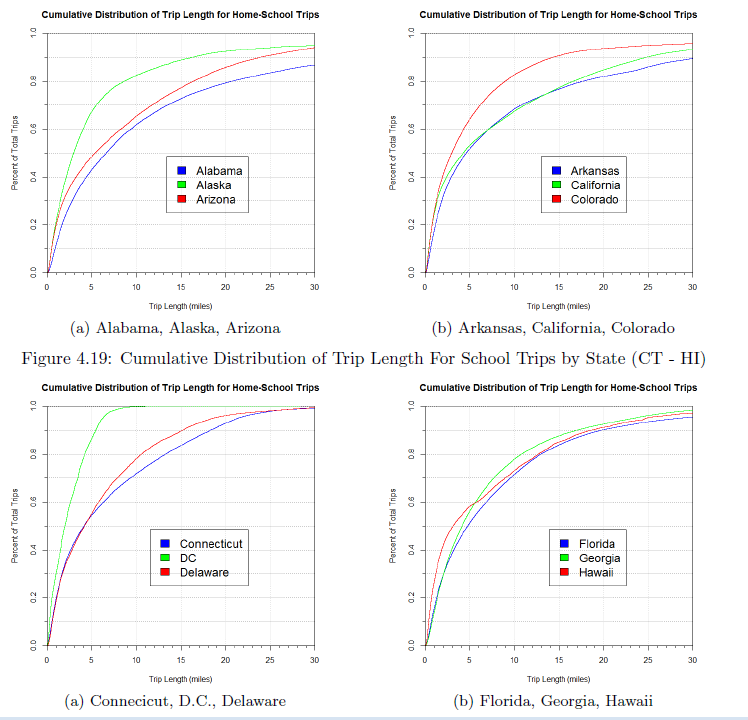 Cumulative Distribution of Trip Length for Home-School Trips
Percent of Total Trips
1.0
0.8
0.6
0.4
0.2
0.0
Alabama
Alaska
Arizona
0 5 10 15 20 25 30
Trip Length (miles)
(a) Alabama, Alaska, Arizona
Cumulative Distribution of Trip Length for Home-School Trips
Percent of Total Trips
1.0
0.8
0.6
0.4
0.2
0.0
Arkansas
California
Colorado
0 5 10 15 20 25 30
Trip Length (miles)
(b) Arkansas, California, Colorado
Figure 4.19: Cumulative Distribution of Trip Length For School Trips by State (CT - HI)
Cumulative Distribution of Trip Length for Home-School Trips
Percent of Total Trips
1.0
0.8
0.6
0.4
0.2
0.0
Connecticut
DC
Delaware
0 5 10 15 20 25 30
Trip Length (miles)
(a) Connecicut, D.C., Delaware
Cumulative Distribution of Trip Length for Home-School Trips
Percent of Total Trips
1.0
0.8
0.6
0.4
0.2
0.0
Florida
Georgia
Hawaii
0 5 10 15 20 25 30
Trip Length (miles)
(b) Florida, Georgia, Hawaii